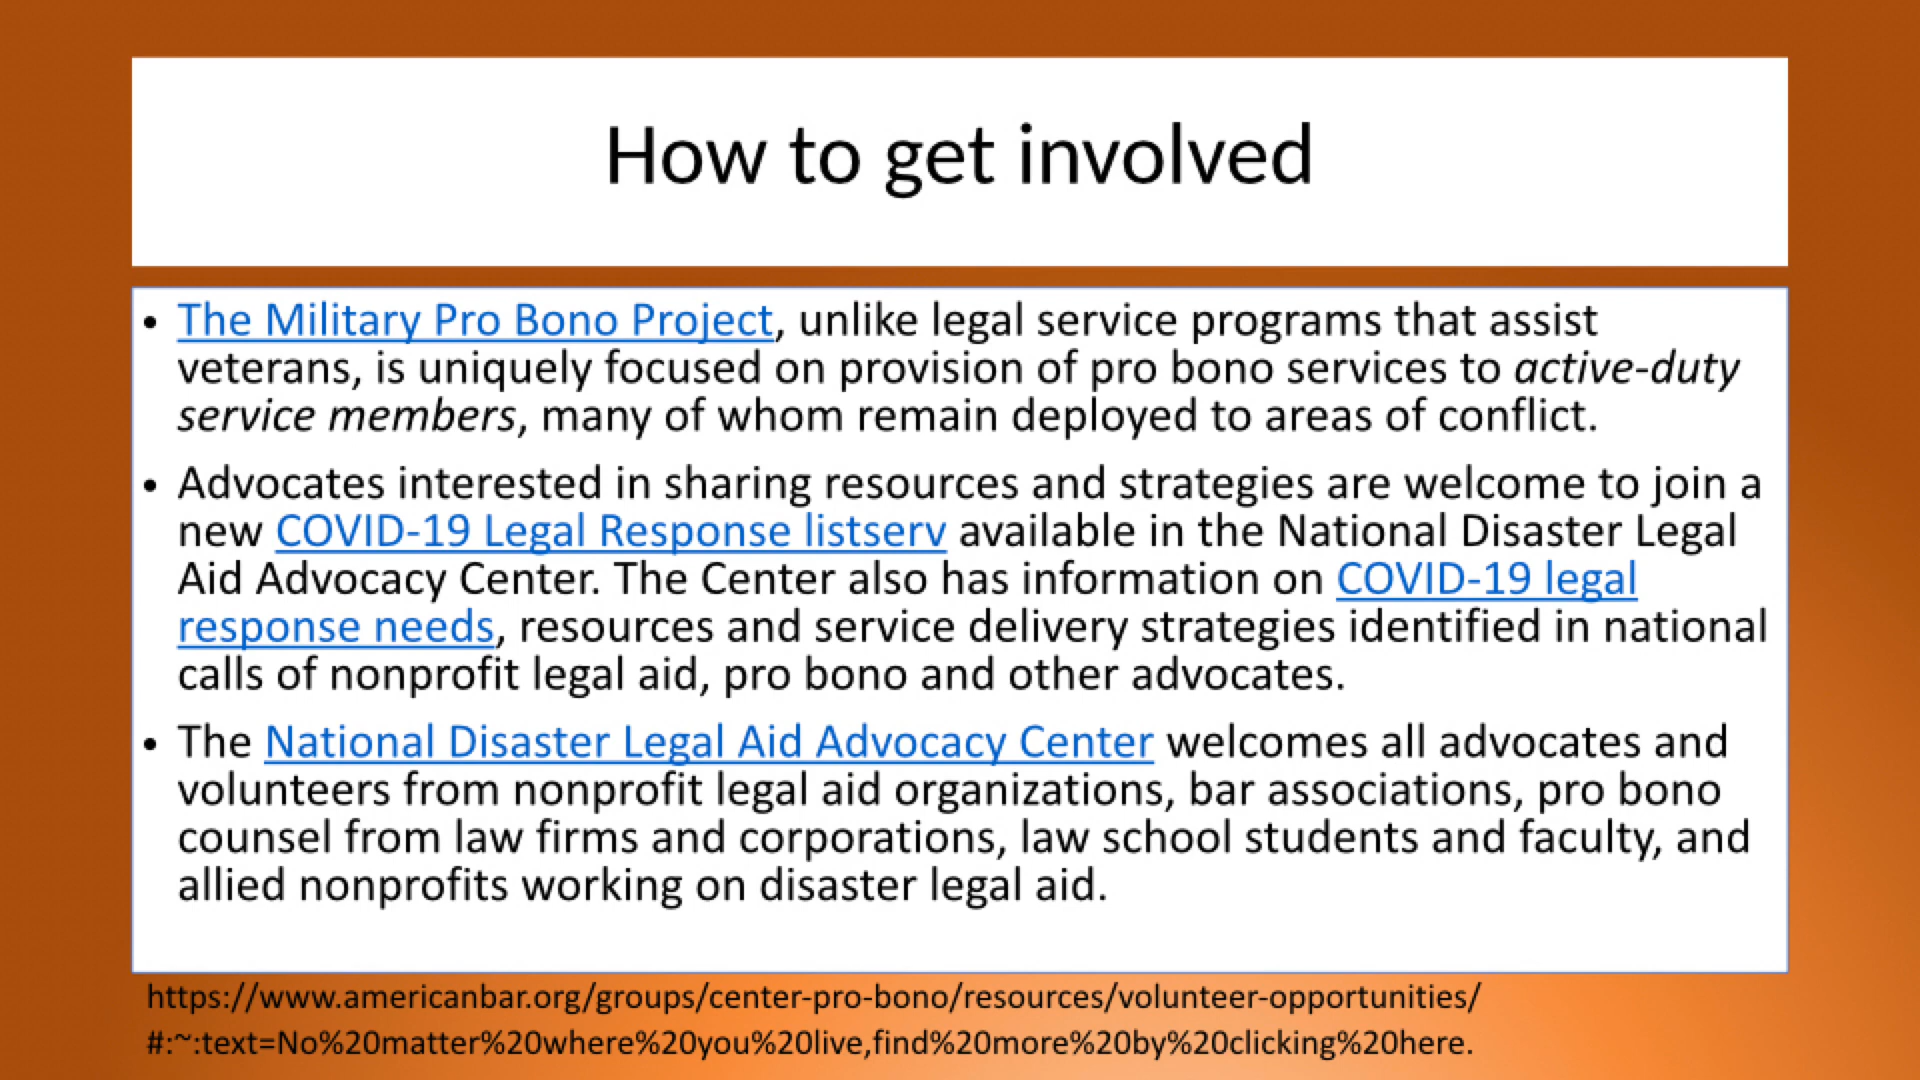 How to get involved
• The Military Pro Bono Project, unlike legal service programs that assist
veterans, is uniquely focused on provision of pro bono services to active-duty
service members, many of whom remain deployed to areas of conflict.
• Advocates interested in sharing resources and strategies are welcome to join a
new COVID-19 Legal Response listserv available in the National Disaster Legal
Aid Advocacy Center. The Center also has information on COVID-19 legal
response needs, resources and service delivery strategies identified in national
calls of nonprofit legal aid, pro bono and other advocates.
• The National Disaster Legal Aid Advocacy Center welcomes all advocates and
volunteers from nonprofit legal aid organizations, bar associations, pro bono
counsel from law firms and corporations, law school students and faculty, and
allied nonprofits working on disaster legal aid.
https://www.americanbar.org/groups/center-pro-bono/resources/volunteer-opportunities/
#:~:text=No%20matter%20where%20you%20live,find%20more%20by%20clicking%20here.